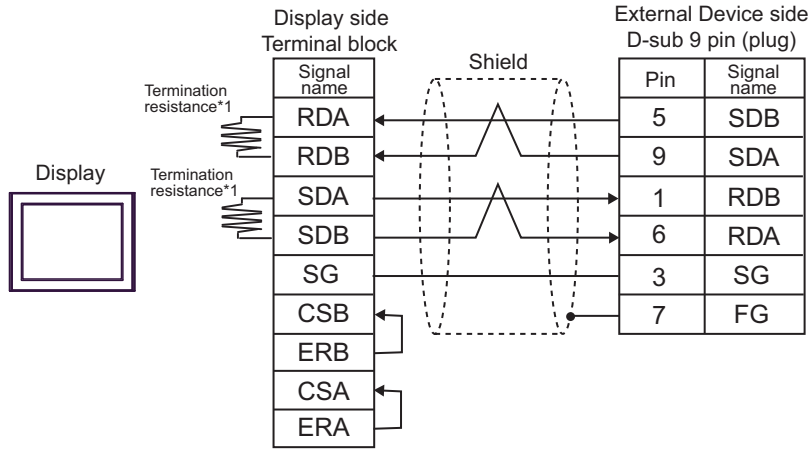 Display side
Terminal block
External Device side
D-sub 9 pin (plug)
Shield
Signal
name
Pin
Signal
name
Termination
resistance*1
RDA
5
SDB
RDB
9
SDA
Display
Termination
resistance*1
SDA
1
RDB
SDB
6
RDA
SG
3
SG
CSB
7
FG
ERB
CSA
ERA